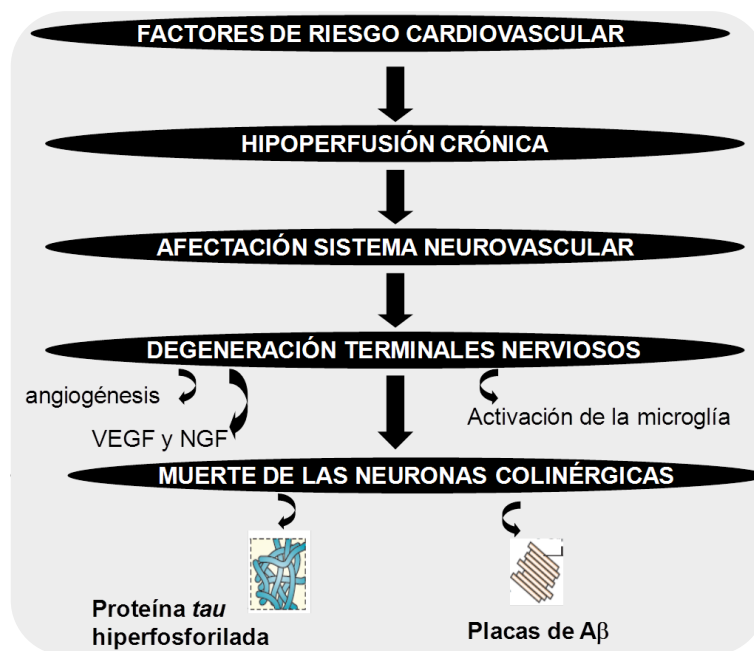 FACTORES DE RIESGO CARDIOVASCULAR
HIPOPERFUSIÓN CRÓNICA
AFECTACIÓN SISTEMA NEUROVASCULAR
DEGENERACIÓN TERMINALES NERVIOSOS
angiogénesis
VEGF y NGF
Activación de la microglía
MUERTE DE LAS NEURONAS COLINÉRGICAS
Proteína tau
hiperfosforilada
Placas de Aβ